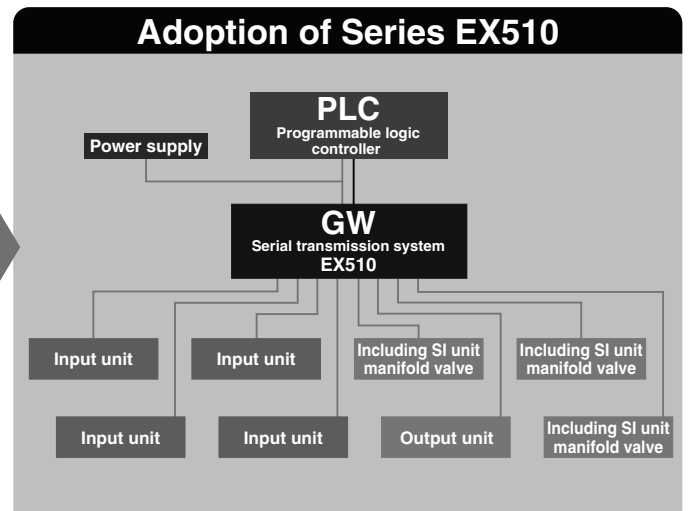 Adoption of Series EX510
PLC
Programmable logic
controller
Power supply
GW
Serial transmission system
EX510
Input unit
Input unit
Including SI unit
manifold valve
Including SI unit
manifold valve
Input unit
Input unit
Output unit
Including SI unit
manifold valve